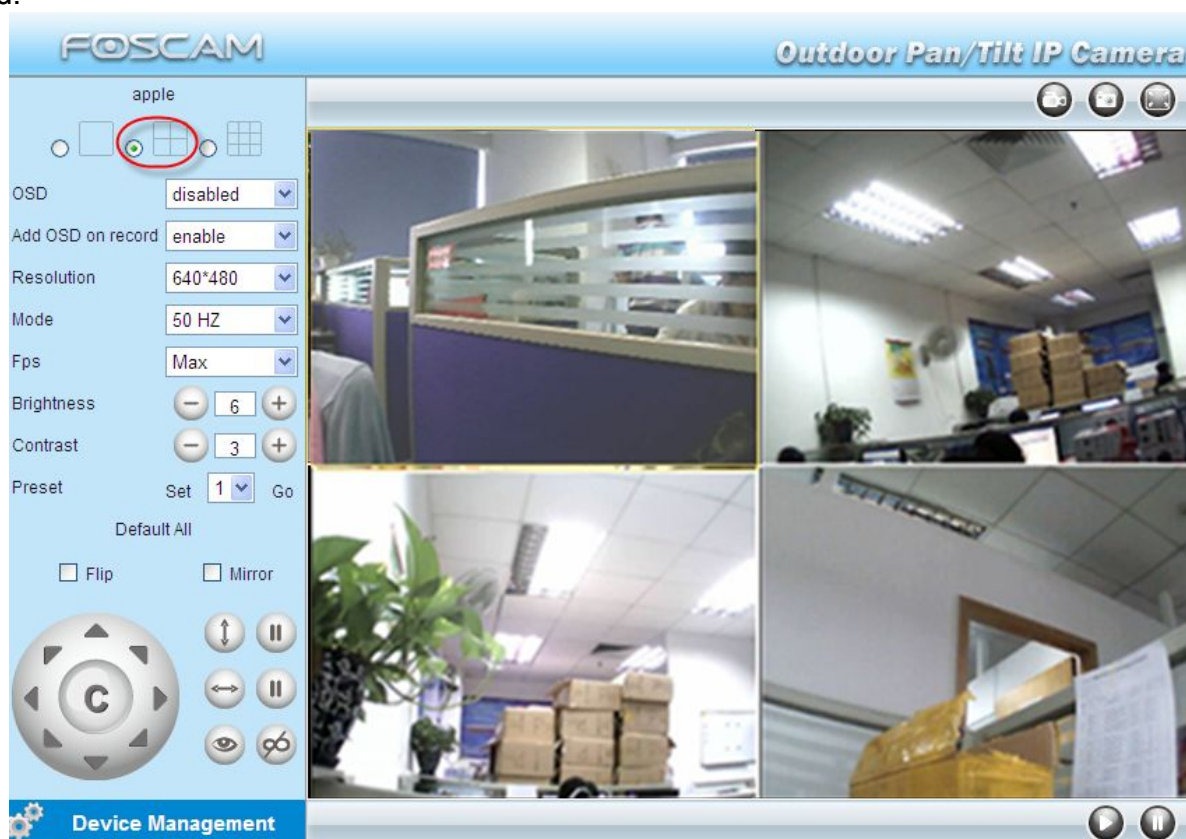 d.
FOSCAM
Outdoor Pan/Tilt IP Camera
apple
OSD disabled
Add OSD on record enable
Resolution 640*480
Mode 50 HZ
Fps Max
Brightness 6
Contrast 3
Preset Set 1 Go
Default All
Flip Mirror
C
Device Management